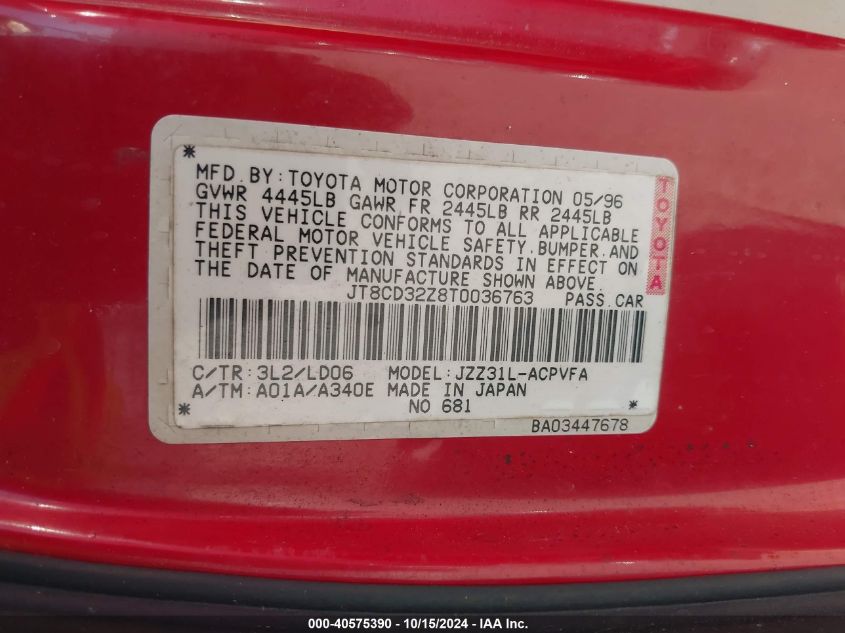 *
MFD.BY:TOYOTA MOTOR CORPORATION 05/96
GVWR 4445LB GAWR FR 2445LB RR 2445LB
THIS VEHICLE CONFORMS TO ALL APPLICABLE
FEDERAL MOTOR VEHICLE SAFETY.BUMPER.AND
THEFT PREVENTION STANDARDS IN EFFECT ON
THE DATE OF MANUFACTURE SHOWN ABOVE.
JT8CD32Z8T0036763 PASS.CAR
TOYOTA
C/TR:3L2/LD06 MODEL:JZZ31L-ACPVFA
A/TM:A01A/A340E MADE IN JAPAN
* NO 681 *
BA03447678
000-40575390 - 10/15/2024 - IAA Inc.